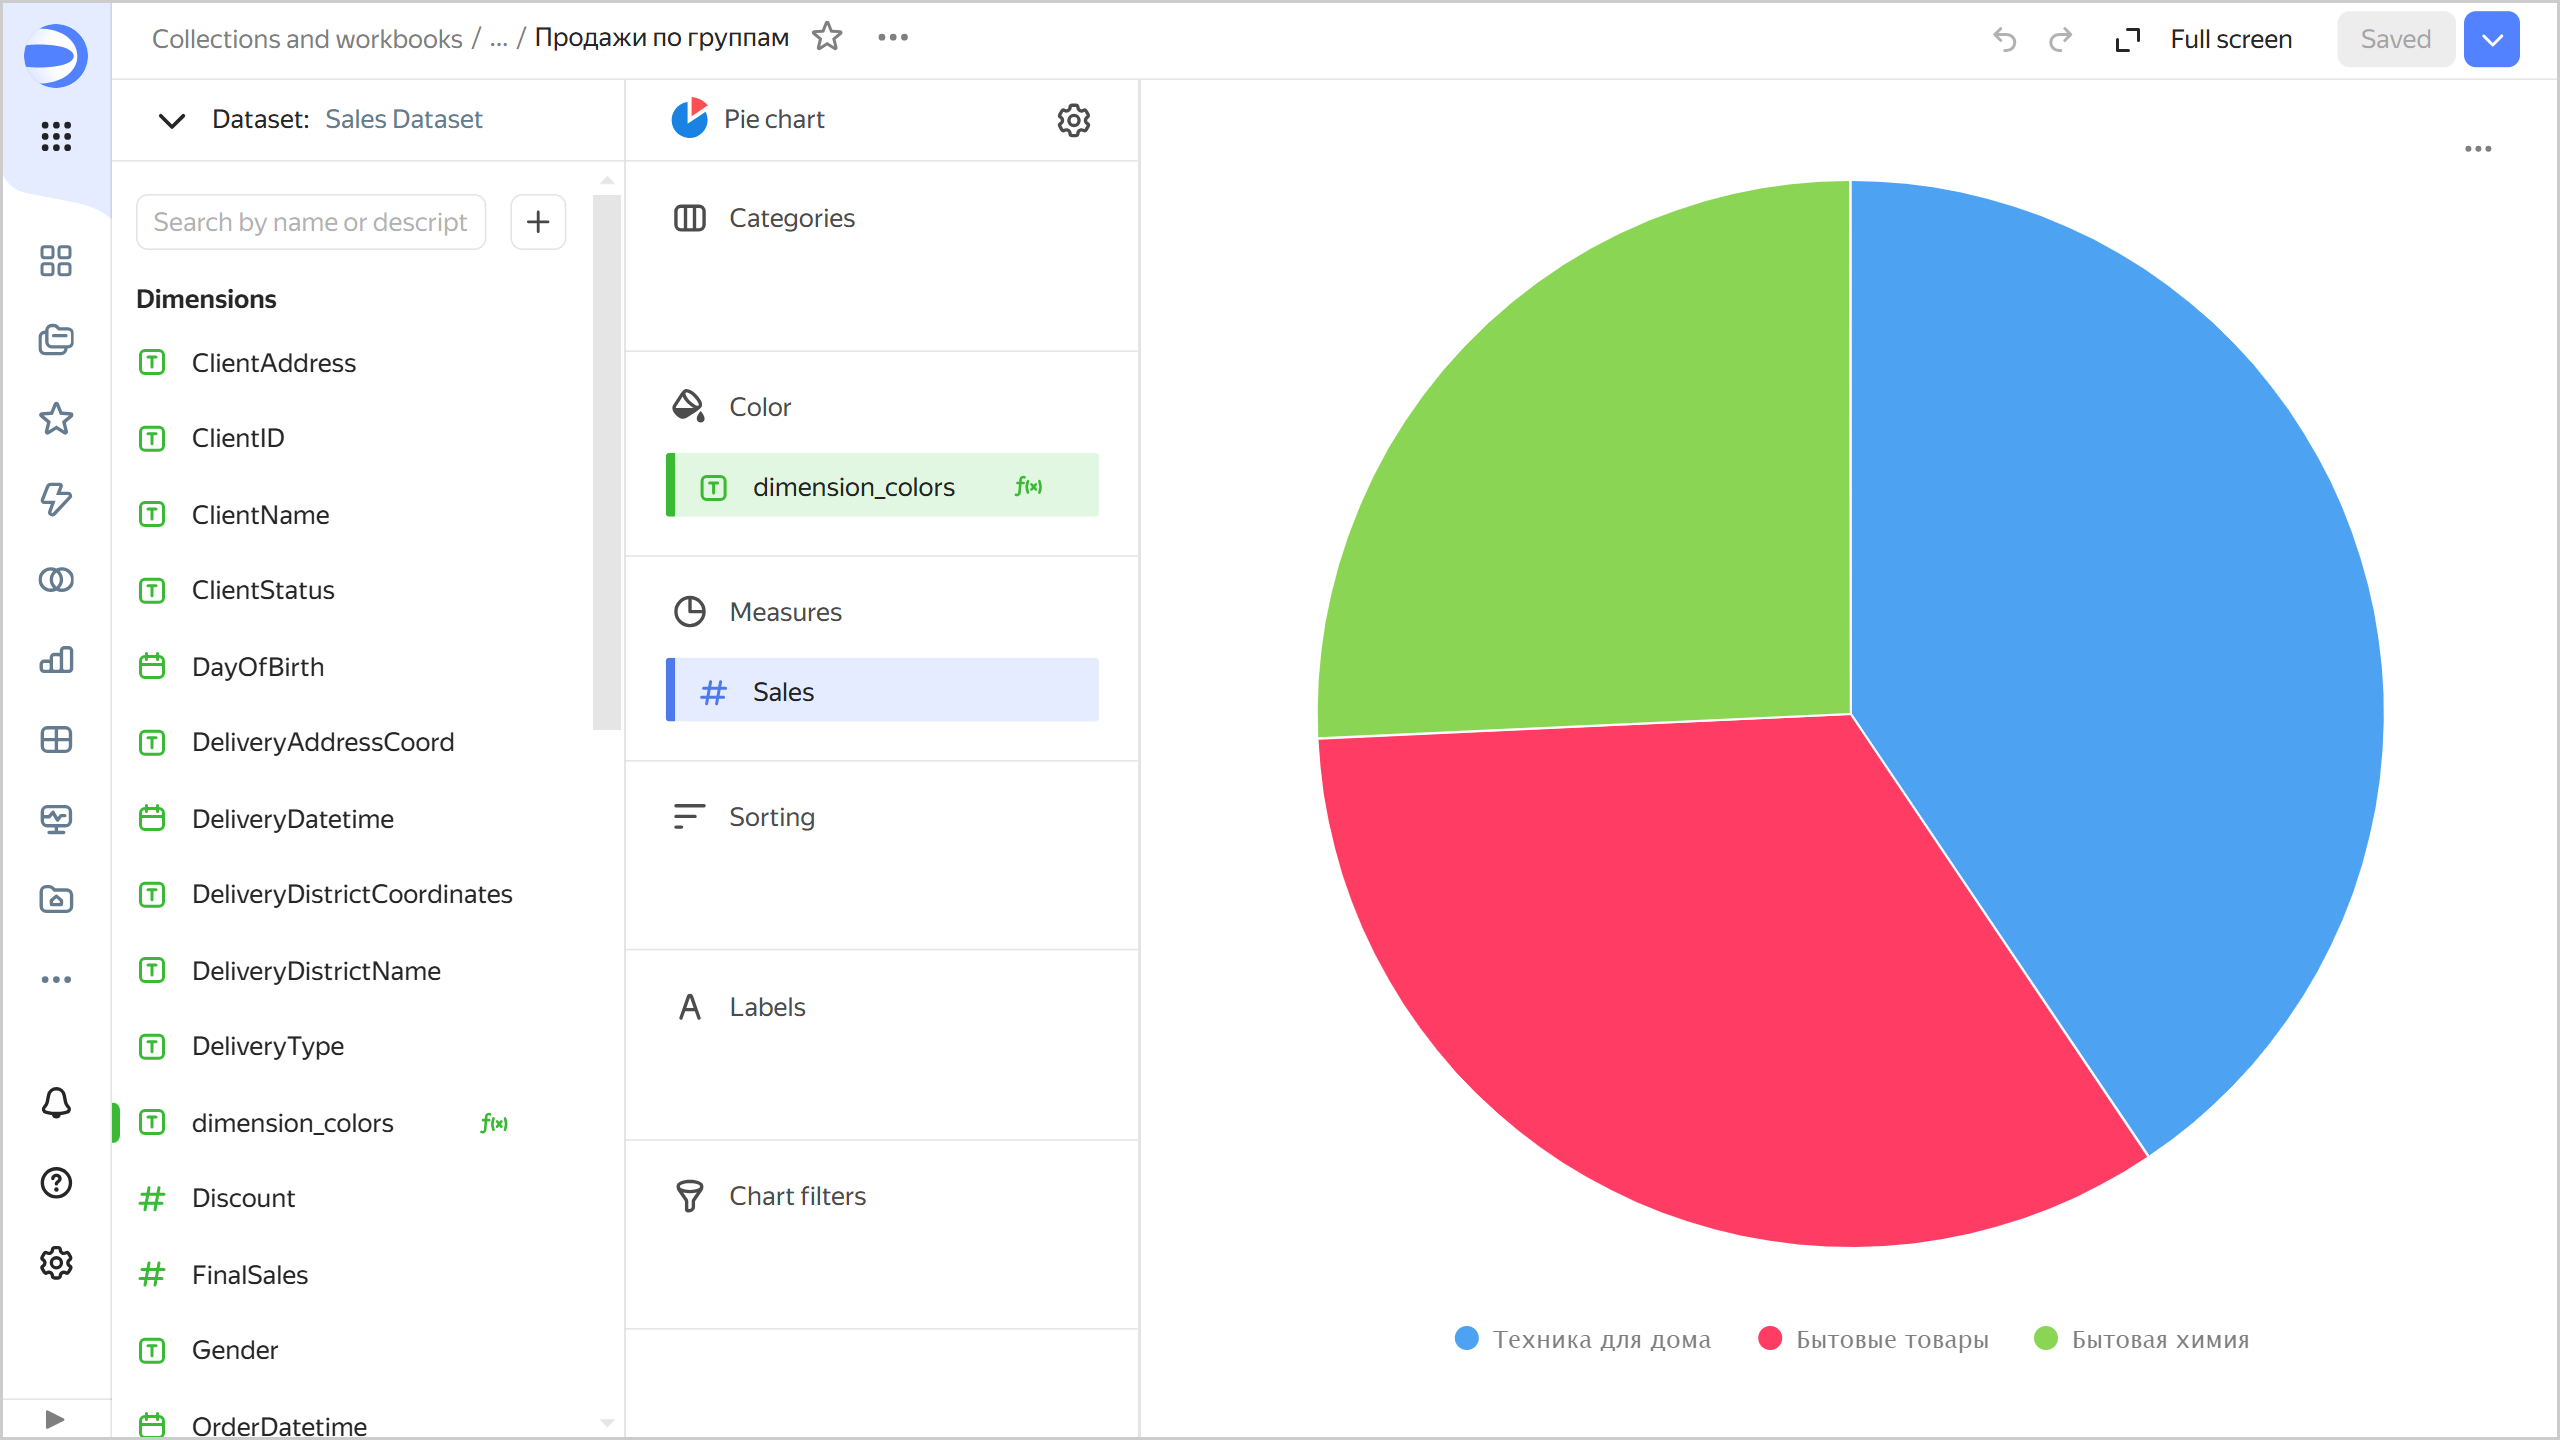 Collections and workbooks / ... / Продажи по группам
Full screen
Saved
Dataset: Sales Dataset
Search by name or descript
Dimensions
ClientAddress
ClientID
ClientName
ClientStatus
DayOfBirth
DeliveryAddressCoord
DeliveryDatetime
DeliveryDistrictCoordinates
DeliveryDistrictName
DeliveryType
dimension_colors f(x)
Discount
FinalSales
Gender
OrderDatetime
Pie chart
Categories
Color
dimension_colors f(x)
Measures
Sales
Sorting
Labels
Chart filters
Техника для дома
Бытовые товары
Бытовая химия